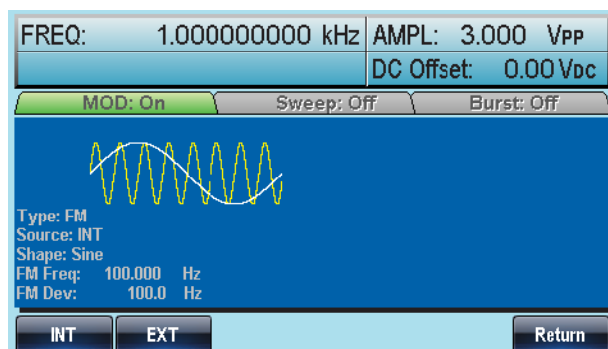 FREQ: 1.000000000 kHz AMPL: 3.000 VPP
DC Offset: 0.00 VDC
MOD: On Sweep: Off Burst: Off
Type: FM
Source: INT
Shape: Sine
FM Freq: 100.000 Hz
FM Dev: 100.0 Hz
INT EXT Return